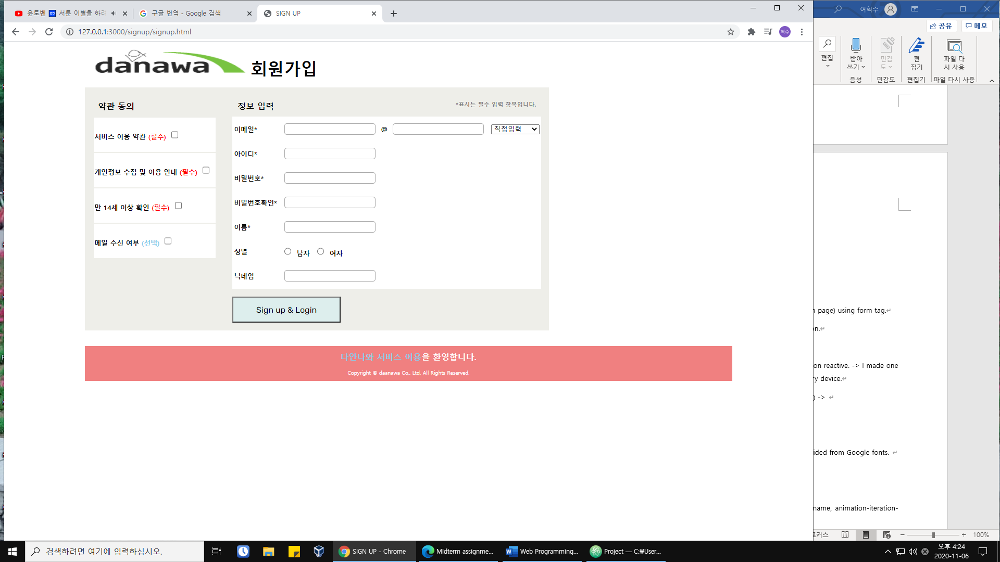 윤토벤
서툰 이별을 하려
구글 번역 - Google 검색
SIGN UP
여혁수
127.0.0.1:3000/signup/signup.html
혁수
공유
메모
편집
받아
쓰기
민감
도
편
집기
파일 다
시 사용
음성
민감도
편집기
파일 다시 사용
danawa 회원가입
약관 동의
서비스 이용 약관 (필수)
개인정보 수집 및 이용 안내 (필수)
만 14세 이상 확인 (필수)
메일 수신 여부 (선택)
정보 입력
*표시는 필수 입력 항목입니다.
이메일*
@
직접입력
아이디*
비밀번호*
비밀번호확인*
이름*
성별
남자
여자
닉네임
Sign up & Login
다안나와 서비스 이용을 환영합니다.
Copyright © daanawa Co., Ltd. All Rights Reserved.
page) using form tag.
on.
on reactive. -> I made one
device.
) ->
ided from Google fonts.
name, animation-iteration-
포커스
100%
검색하려면 여기에 입력하십시오.
SIGN UP - Chrome
Midterm assignme...
Web Programming...
Project — C:₩User...
오후 4:24
2020-11-06